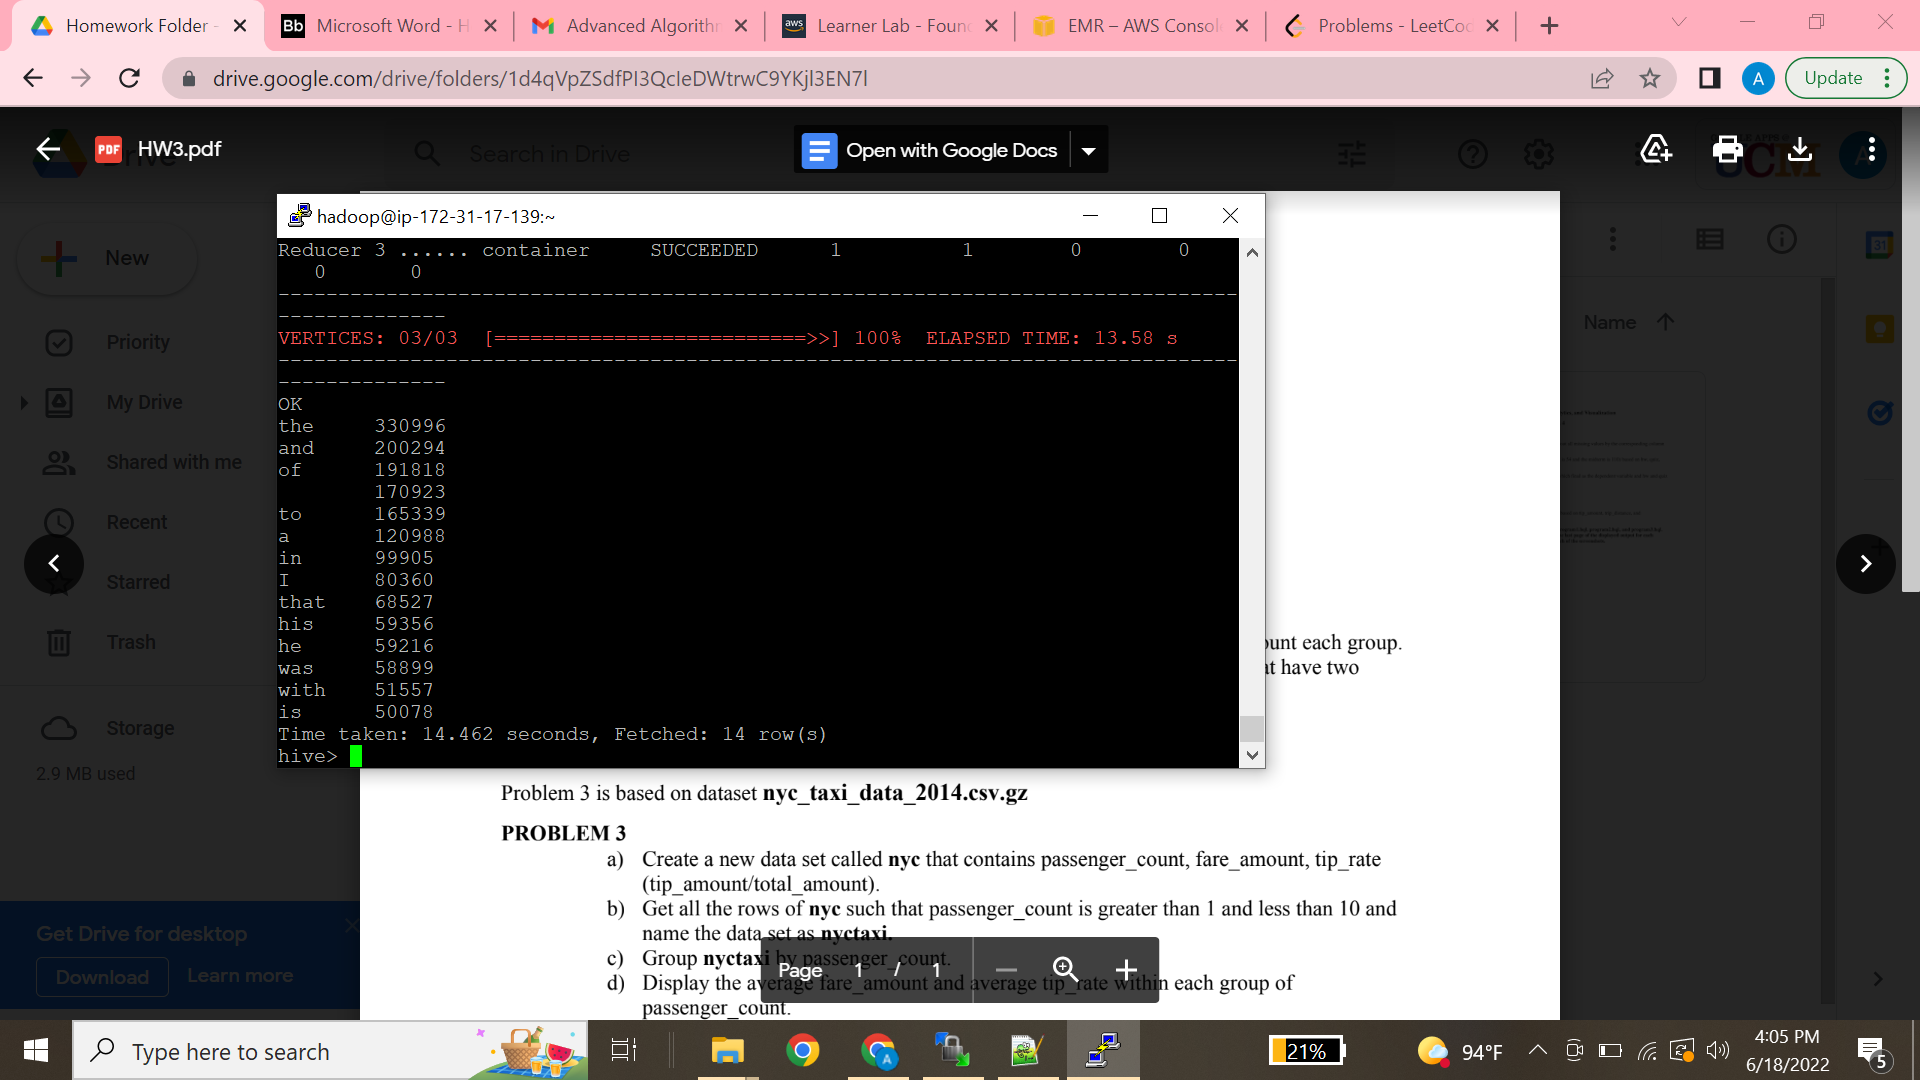 Homework Folder -
Microsoft Word - H
Advanced Algorithm
Learner Lab - Foun
EMR – AWS Consol
Problems - LeetCo
drive.google.com/drive/folders/1d4qVpZSdfPI3QcIeDWtrwC9YKjl3EN7l
A
Update
PDF HW3.pdf
Search in Drive
Open with Google Docs
New
Priority
My Drive
Shared with me
Recent
Starred
Trash
Storage
2.9 MB used
Get Drive for desktop
Download Learn more
Name
hadoop@ip-172-31-17-139:~
Reducer 3 ...... container SUCCEEDED 1 1 0 0
0 0
--------------------------------------------------------------------------------
--------------
VERTICES: 03/03 [==========================>>] 100% ELAPSED TIME: 13.58 s
--------------------------------------------------------------------------------
--------------
OK
the 330996
and 200294
of 191818
170923
to 165339
a 120988
in 99905
I 80360
that 68527
his 59356
he 59216
was 58899
with 51557
is 50078
Time taken: 14.462 seconds, Fetched: 14 row(s)
hive>
ount each group.
at have two
Problem 3 is based on dataset nyc_taxi_data_2014.csv.gz
PROBLEM 3
a) Create a new data set called nyc that contains passenger_count, fare_amount, tip_rate
(tip_amount/total_amount).
b) Get all the rows of nyc such that passenger_count is greater than 1 and less than 10 and
name the data set as nyctaxi.
c) Group nyctaxi by passenger_count.
d) Display the average fare_amount and average tip_rate within each group of
passenger_count.
Page 1 / 1
Type here to search
21%
94°F
4:05 PM
6/18/2022
5